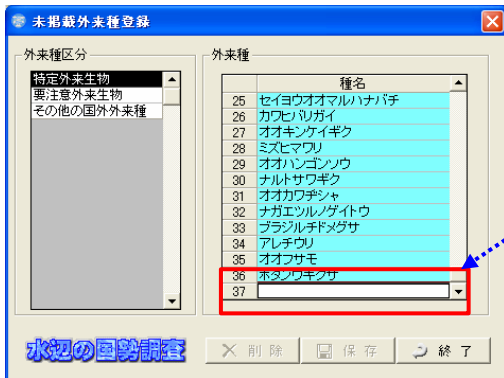 未掲載外来種登録
外来種区分
特定外来生物
要注意外来生物
その他の国外外来種
外来種
種名
25 セイヨウオオマルハナバチ
26 カワヒバリガイ
27 オオキンケイギク
28 ミズヒマワリ
29 オオハンゴンソウ
30 ナルトサワギク
31 オオカワヂシャ
32 ナガエツルノゲイトウ
33 ブラジルチドメグサ
34 アレチウリ
35 オオフサモ
36 ボタンウキクサ
37
水辺の国勢調査
削除
保存
終了